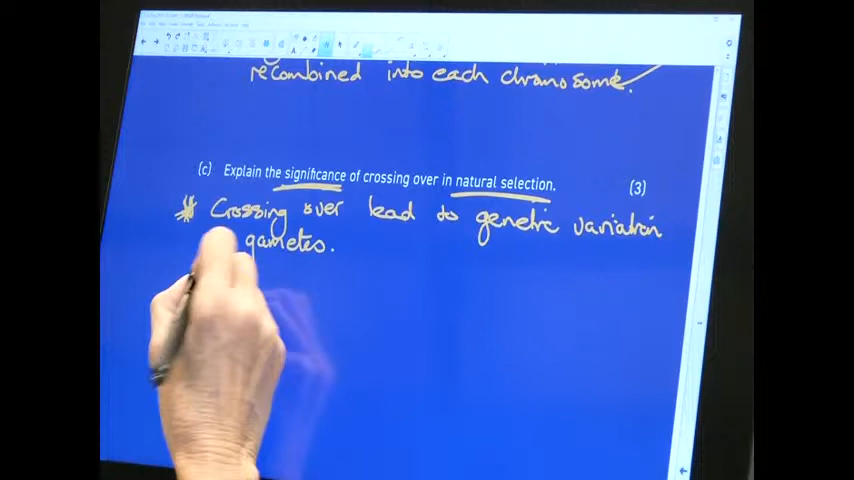 recombined into each chromosome.
(c) Explain the significance of crossing over in natural selection. (3)
* Crossing over lead to genetic variation
gametes.